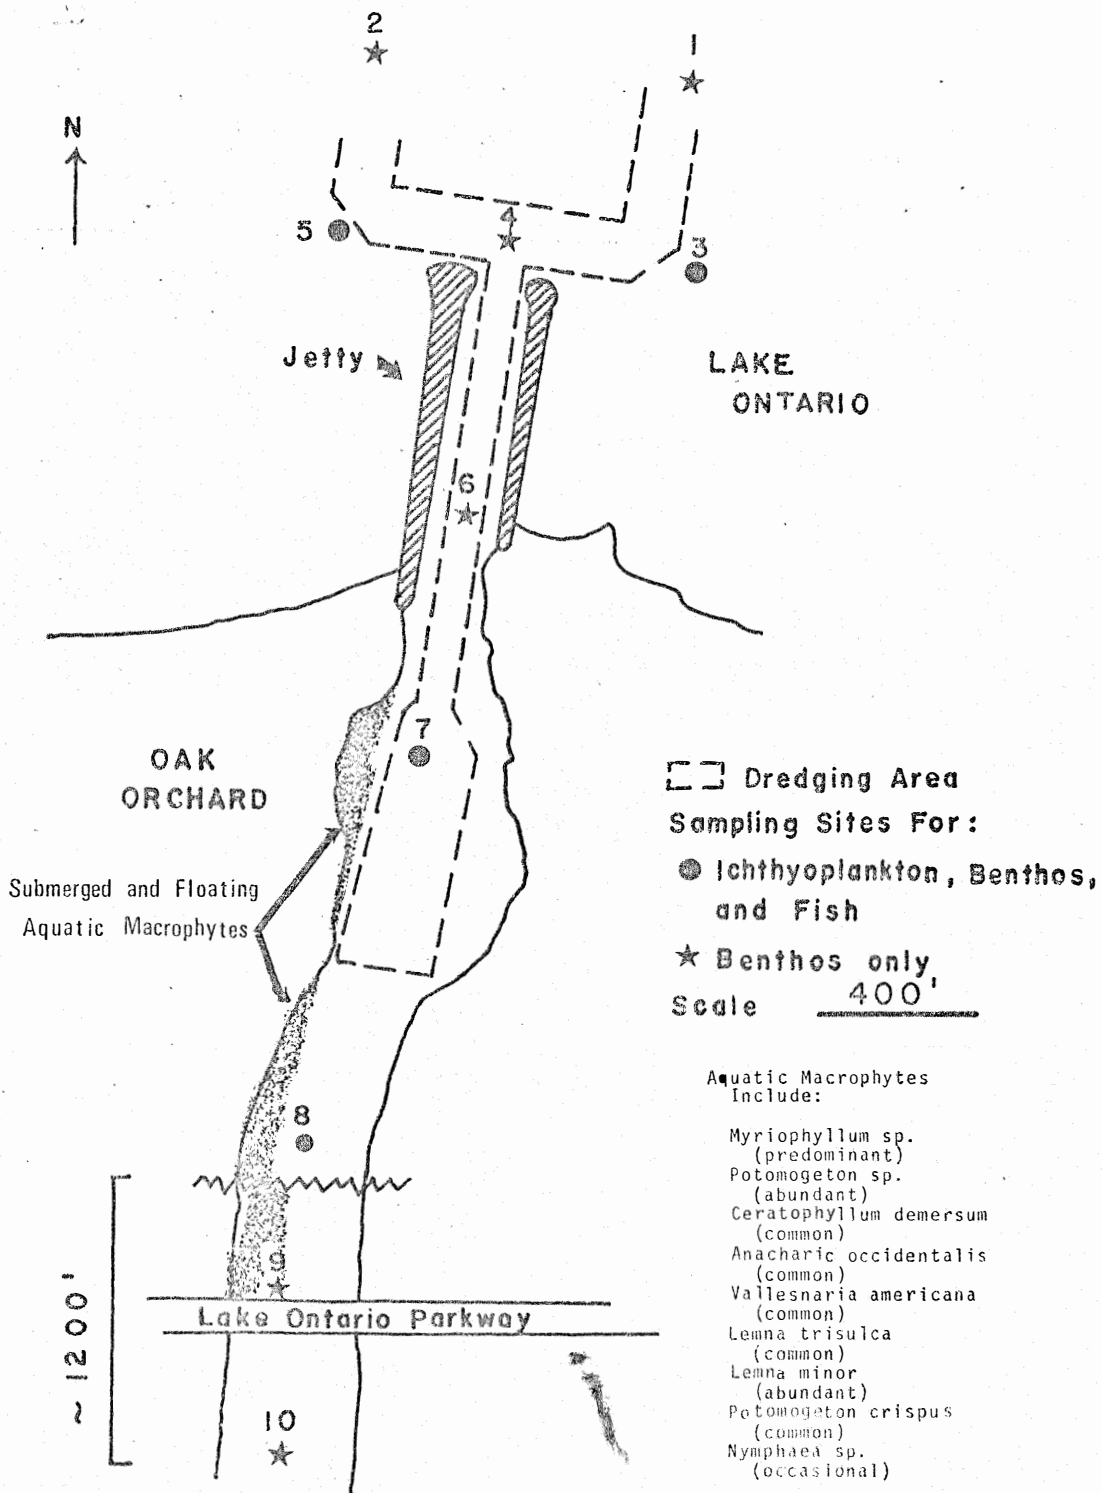 2
1
N
4
5
3
Jetty
LAKE
ONTARIO
6
7
OAK
ORCHARD
Submerged and Floating
Aquatic Macrophytes
Dredging Area
Sampling Sites For:
Ichthyoplankton, Benthos,
and Fish
Benthos only
Scale 400'
8
9
Lake Ontario Parkway
~ 1200'
10
Aquatic Macrophytes
Include:
Myriophyllum sp.
(predominant)
Potomogeton sp.
(abundant)
Ceratophyllum demersum
(common)
Anacharic occidentalis
(common)
Vallesnaria americana
(common)
Lemna trisulca
(common)
Lemna minor
(abundant)
Potomogeton crispus
(common)
Nymphaea sp.
(occasional)